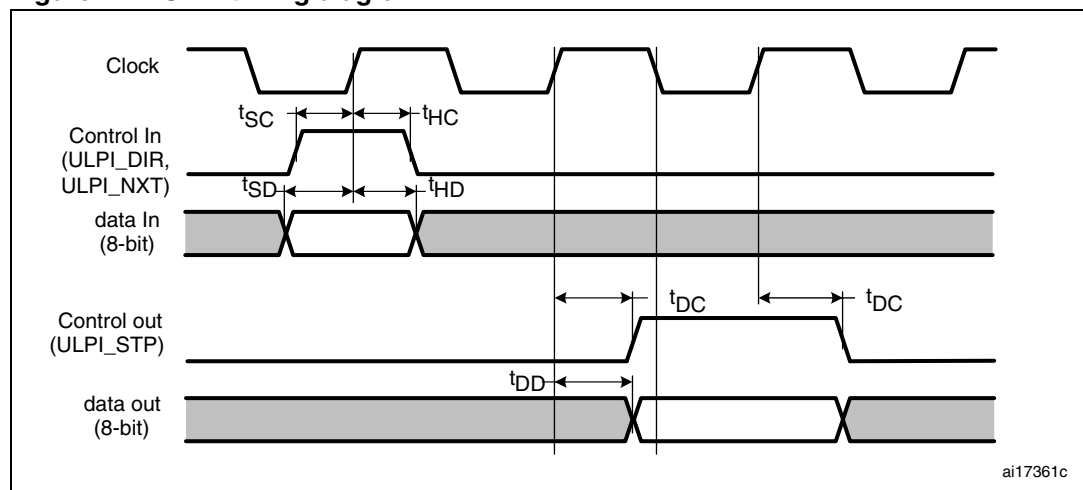 Clock
tSC
tHC
Control In
(ULPI_DIR,
ULPI_NXT)
tSD
tHD
data In
(8-bit)
tDC
tDC
Control out
(ULPI_STP)
tDD
data out
(8-bit)
ai17361c